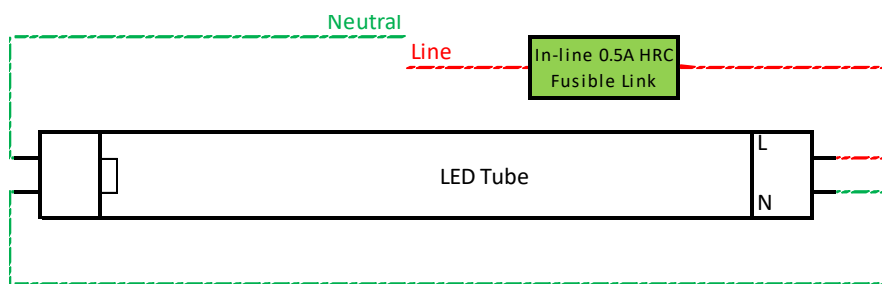 Neutral
Line
In-line 0.5A HRC
Fusible Link
L
LED Tube
N